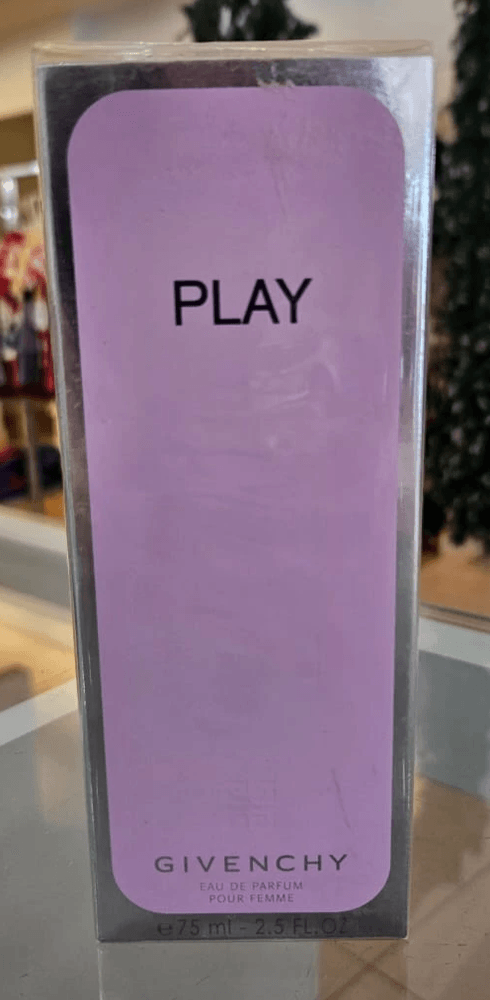 PLAY
GIVENCHY
EAU DE PARFUM
POUR FEMME
e 75 ml - 2.5 FL.OZ